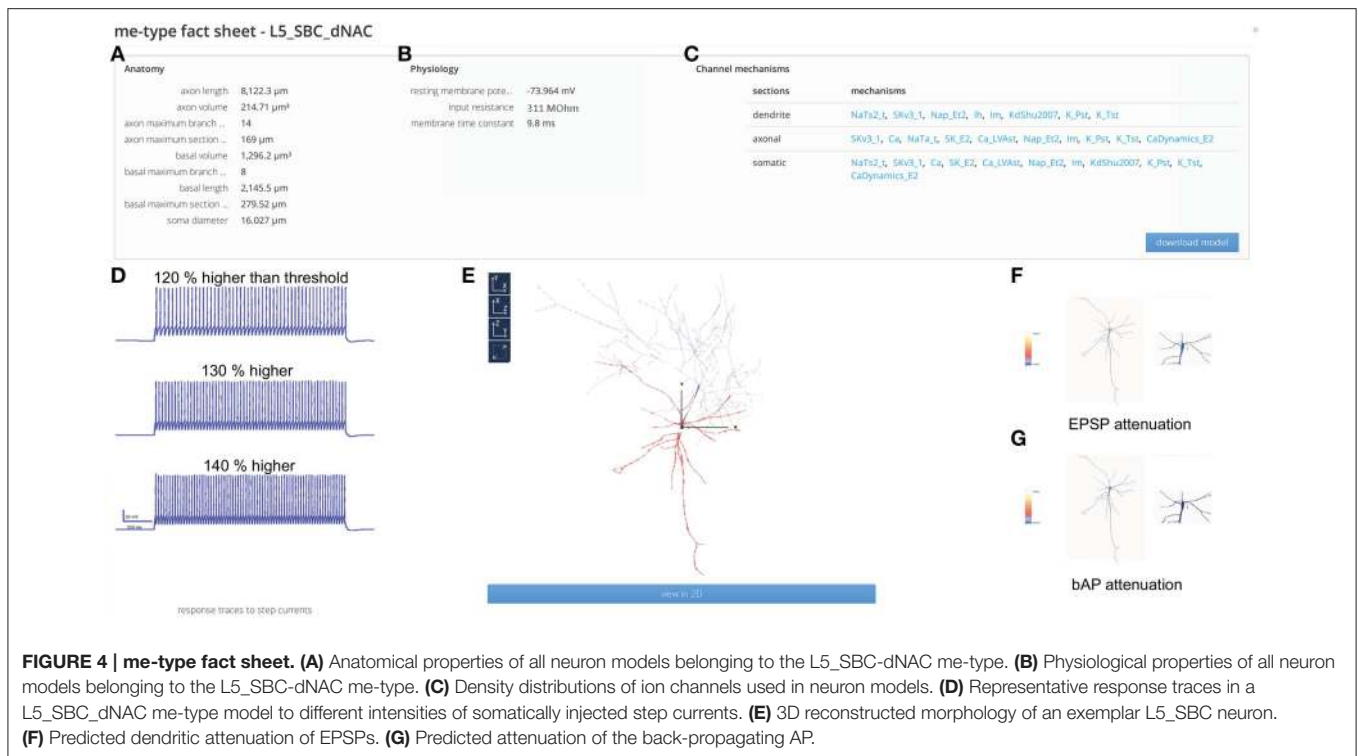 me-type fact sheet - L5_SBC_dNAC
A
Anatomy
axon length 8,122.3 μm
axon volume 214.71 μm³
axon maximum branch ... 14
axon maximum section ... 169 μm
basal volume 1,296.2 μm³
basal maximum branch ... 8
basal length 2,145.5 μm
basal maximum section ... 279.52 μm
soma diameter 16.027 μm
B
Physiology
resting membrane pote... -73.964 mV
input resistance 311 MOhm
membrane time constant 9.8 ms
C
Channel mechanisms
sections mechanisms
dendrite NaTs2_t, SKv3_1, Nap_Et2, Ih, Im, KdShu2007, K_Pst, K_Tst
axonal SKv3_1, Ca, NaTa_t, SK_E2, Ca_LVAst, Nap_Et2, Im, K_Pst, K_Tst, CaDynamics_E2
somatic NaTs2_t, SKv3_1, Ca, SK_E2, Ca_LVAst, Nap_Et2, Im, KdShu2007, K_Pst, K_Tst,
CaDynamics_E2
download model
D
120 % higher than threshold
130 % higher
140 % higher
response traces to step currents
E
view in 2D
F
EPSP attenuation
G
bAP attenuation
FIGURE 4 | me-type fact sheet. (A) Anatomical properties of all neuron models belonging to the L5_SBC-dNAC me-type. (B) Physiological properties of all neuron
models belonging to the L5_SBC-dNAC me-type. (C) Density distributions of ion channels used in neuron models. (D) Representative response traces in a
L5_SBC_dNAC me-type model to different intensities of somatically injected step currents. (E) 3D reconstructed morphology of an exemplar L5_SBC neuron.
(F) Predicted dendritic attenuation of EPSPs. (G) Predicted attenuation of the back-propagating AP.